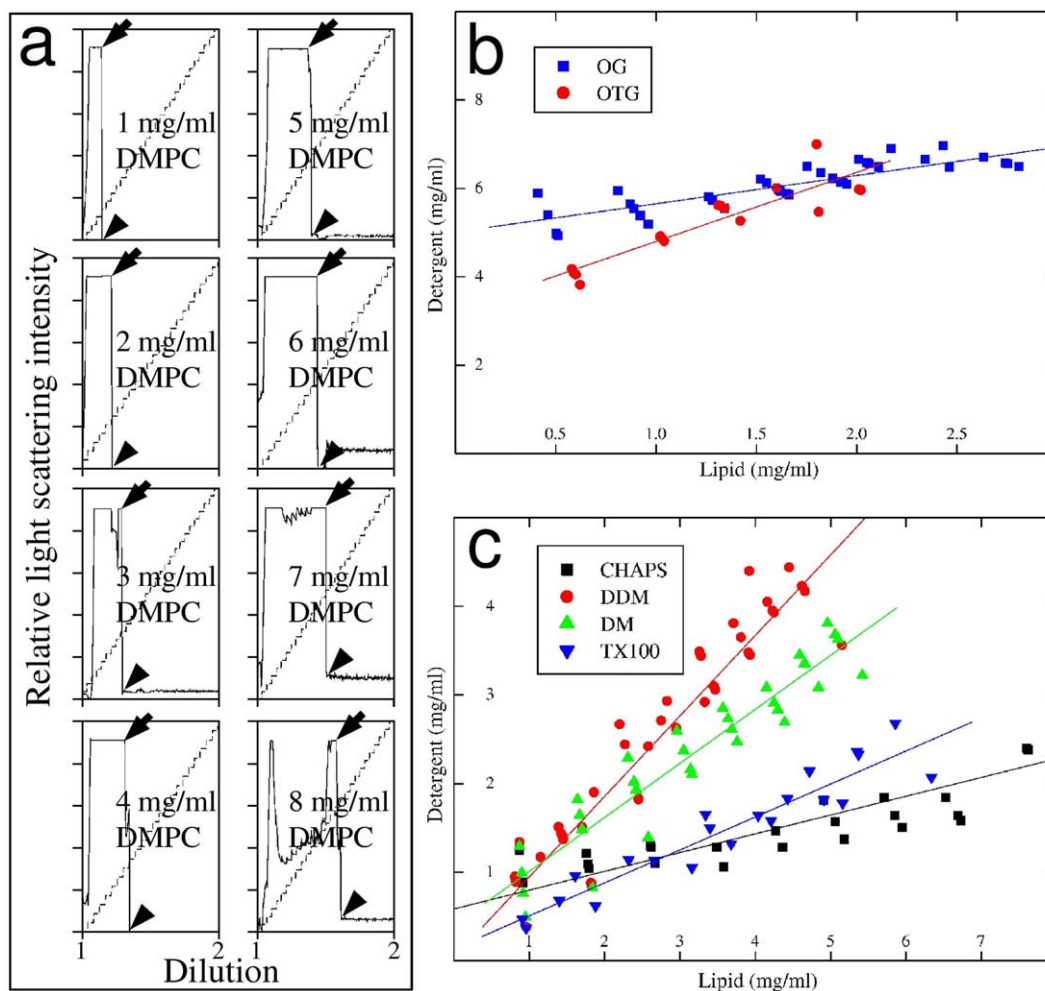 a
Relative light scattering intensity
1 mg/ml
DMPC
5 mg/ml
DMPC
2 mg/ml
DMPC
6 mg/ml
DMPC
3 mg/ml
DMPC
7 mg/ml
DMPC
4 mg/ml
DMPC
8 mg/ml
DMPC
1 2 1 2
Dilution
b
OG
OTG
Detergent (mg/ml)
8
6
4
2
0.5 1.0 1.5 2.0 2.5
Lipid (mg/ml)
c
CHAPS
DDM
DM
TX100
Detergent (mg/ml)
4
3
2
1
1 2 3 4 5 6 7
Lipid (mg/ml)